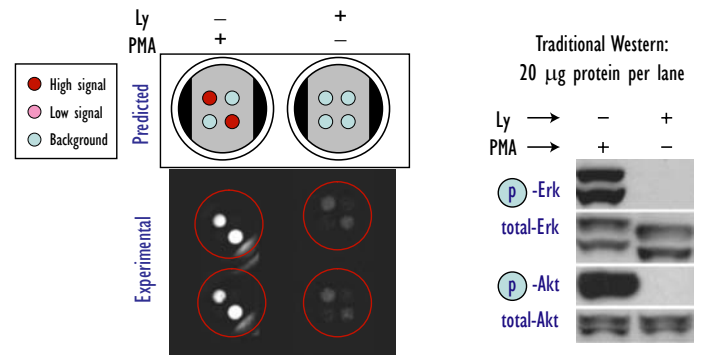 Ly – +
PMA + –
High signal
Low signal
Background
Predicted
Experimental
Traditional Western:
20 μg protein per lane
Ly → – +
PMA → + –
p -Erk
total-Erk
p -Akt
total-Akt